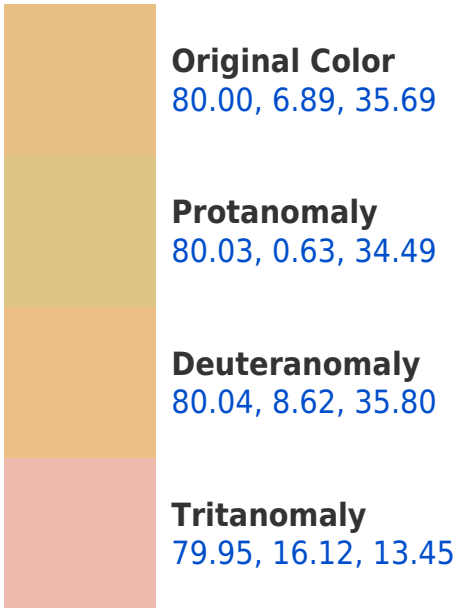 Original Color
80.00, 6.89, 35.69
Protanomaly
80.03, 0.63, 34.49
Deuteranomaly
80.04, 8.62, 35.80
Tritanomaly
79.95, 16.12, 13.45